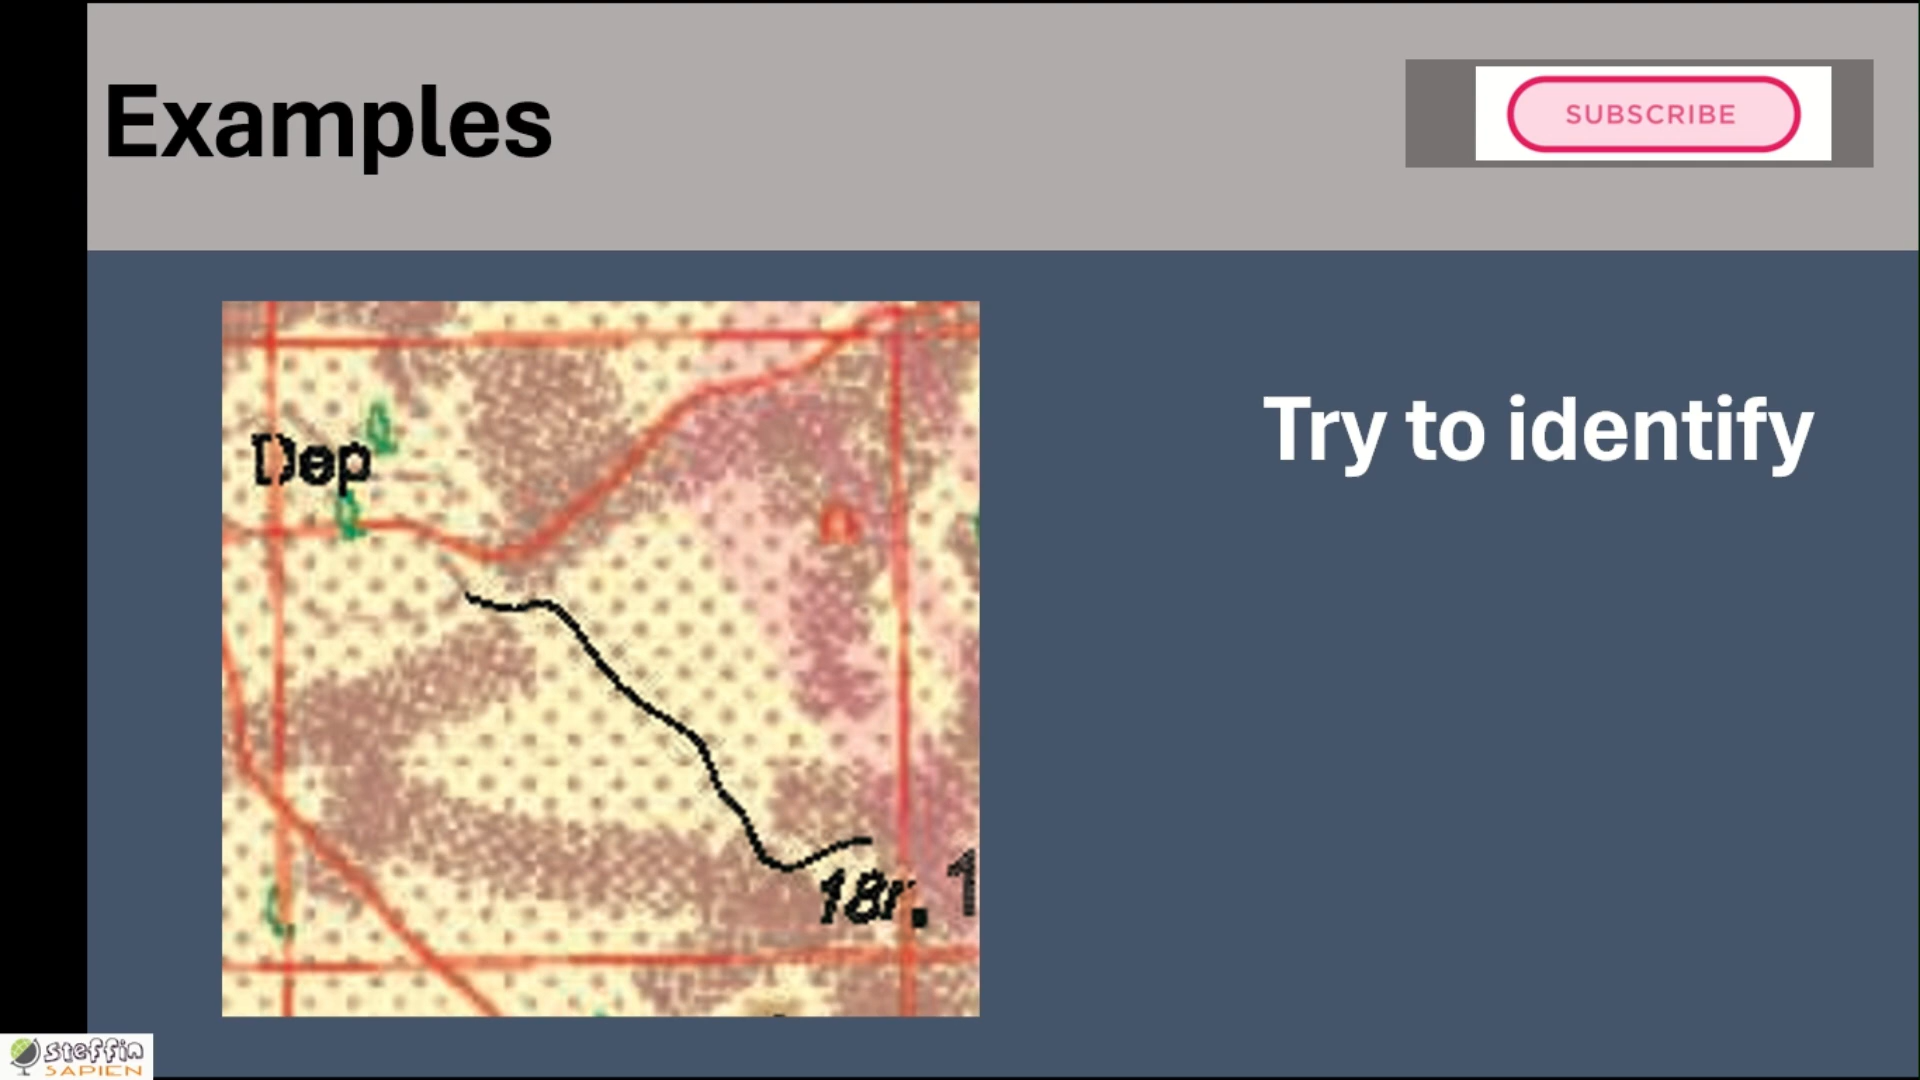 Examples
SUBSCRIBE
Try to identify
Dep
18r. 1
steffin
SAPIEN